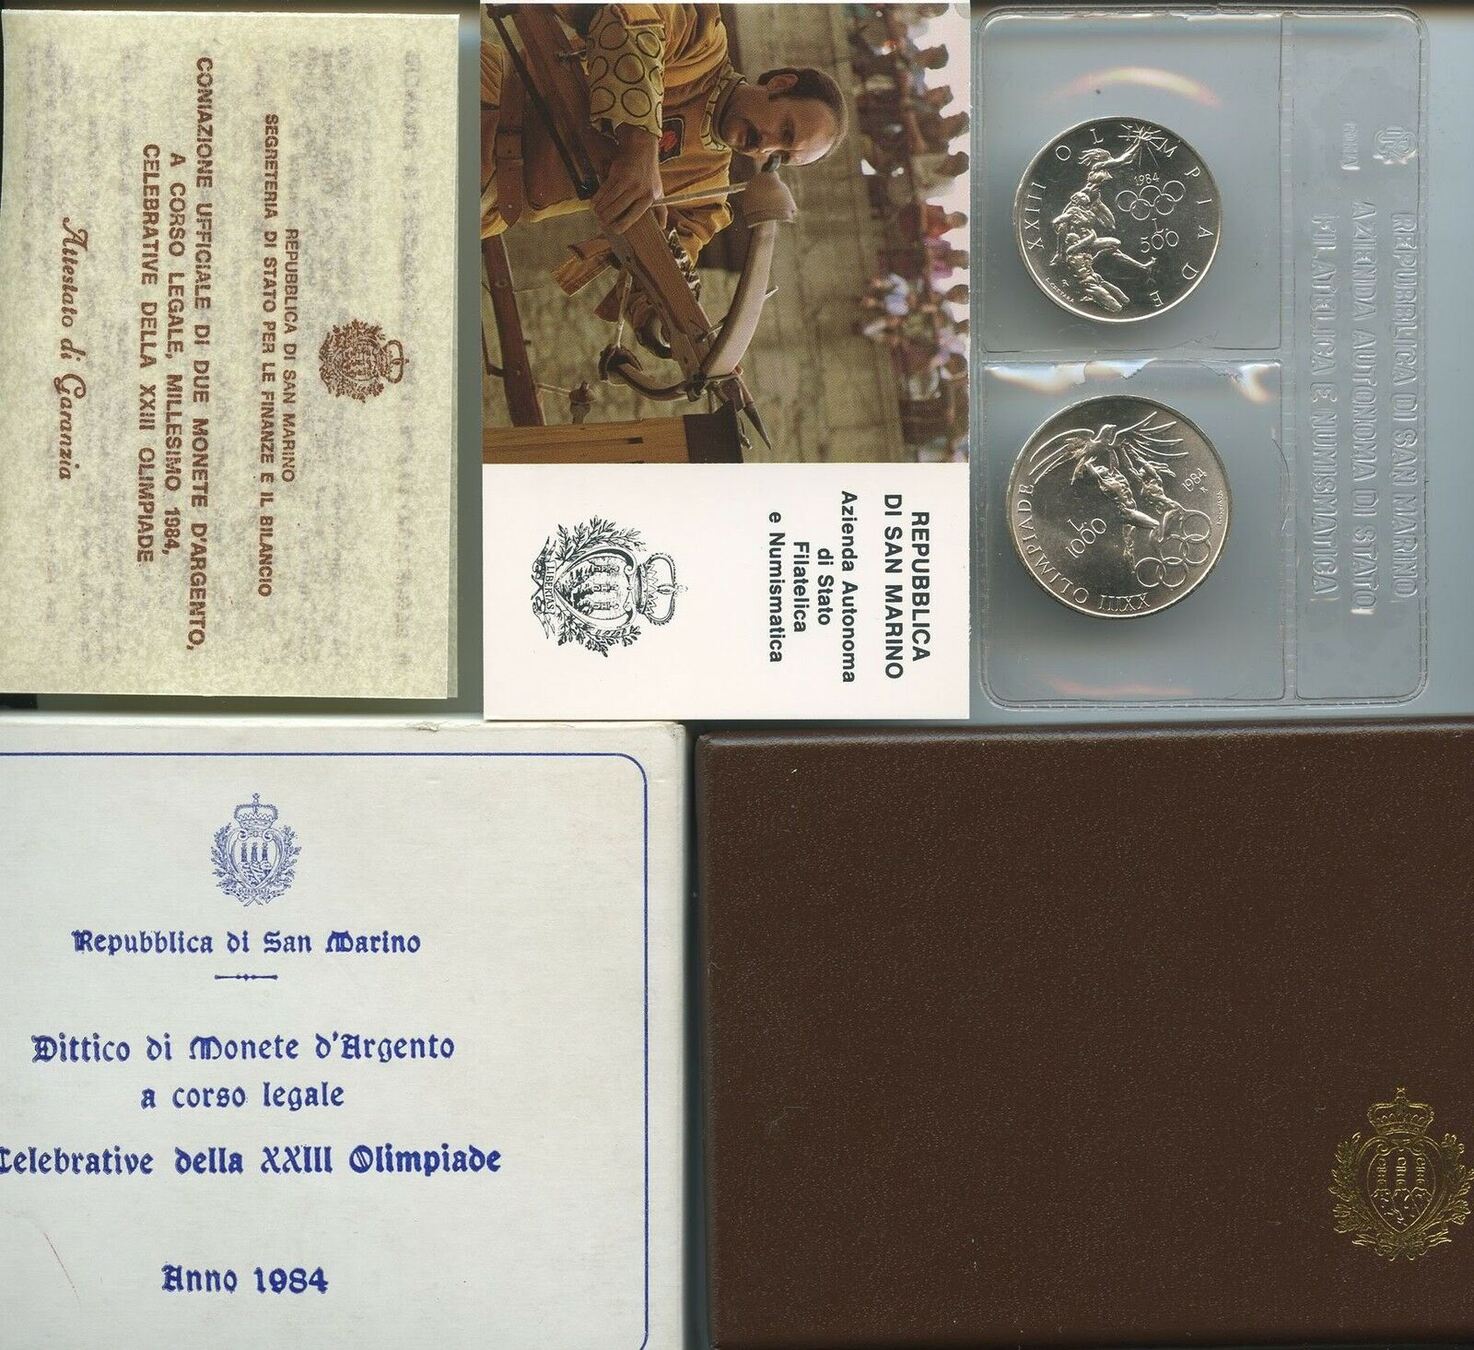 REPUBBLICA DI SAN MARINO
SEGRETERIA DI STATO PER LE FINANZE E IL BILANCIO
CONIAZIONE UFFICIALE DI DUE MONETE D'ARGENTO,
A CORSO LEGALE, MILLESIMO 1984,
CELEBRATIVE DELLA XXIII OLIMPIADE
Attestato di Garanzia
REPUBBLICA
DI SAN MARINO
Azienda Autonoma
di Stato
Filatelica
e Numismatica
LIBERTAS
REPUBBLICA DI SAN MARINO
AZIENDA AUTONOMA DI STATO
FILATELICA E NUMISMATICA
XXIII OLIMPIADE
1984
L.
500
1984
L.
1000
XXIII OLIMPIADE
Repubblica di San Marino
Dittico di Monete d'Argento
a corso legale
Celebrative della XXIII Olimpiade
Anno 1984